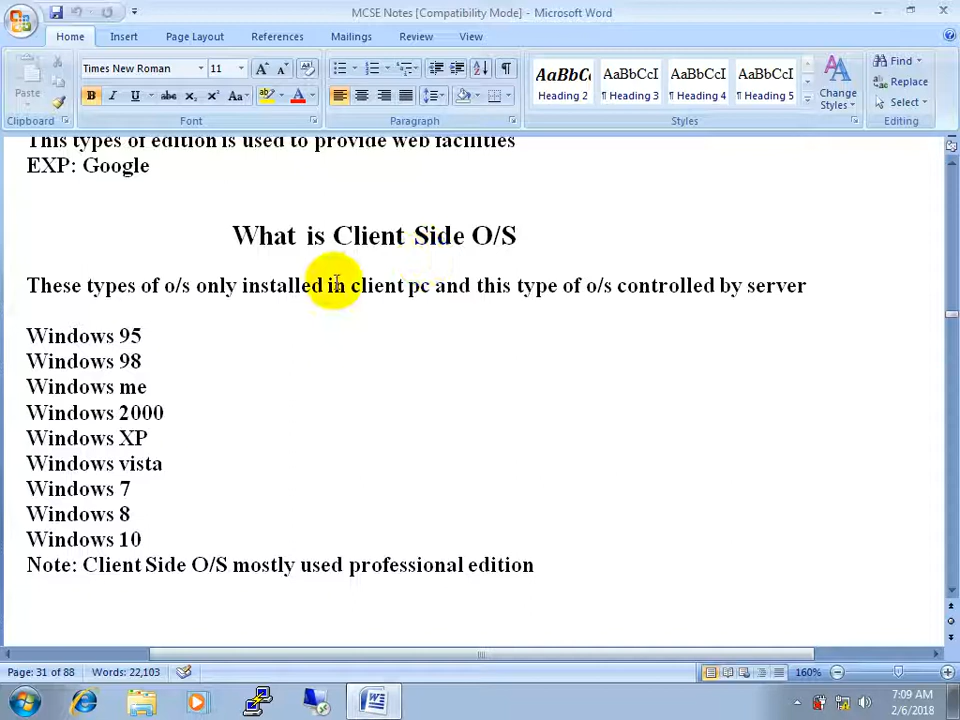 MCSE Notes [Compatibility Mode] - Microsoft Word
Home Insert Page Layout References Mailings Review View
Paste
Times New Roman 11
Find
Replace
Select
AaBbC
AaBbCcI
AaBbCcI
AaBbCcI
Heading 2
¶ Heading 3
¶ Heading 4
¶ Heading 5
Change
Styles
Clipboard Font Paragraph Styles Editing
This types of edition is used to provide web facilities
EXP: Google
What is Client Side O/S
These types of o/s only installed in client pc and this type of o/s controlled by server
Windows 95
Windows 98
Windows me
Windows 2000
Windows XP
Windows vista
Windows 7
Windows 8
Windows 10
Note: Client Side O/S mostly used professional edition
Page: 31 of 88 Words: 22,103 160%
7:09 AM
2/6/2018